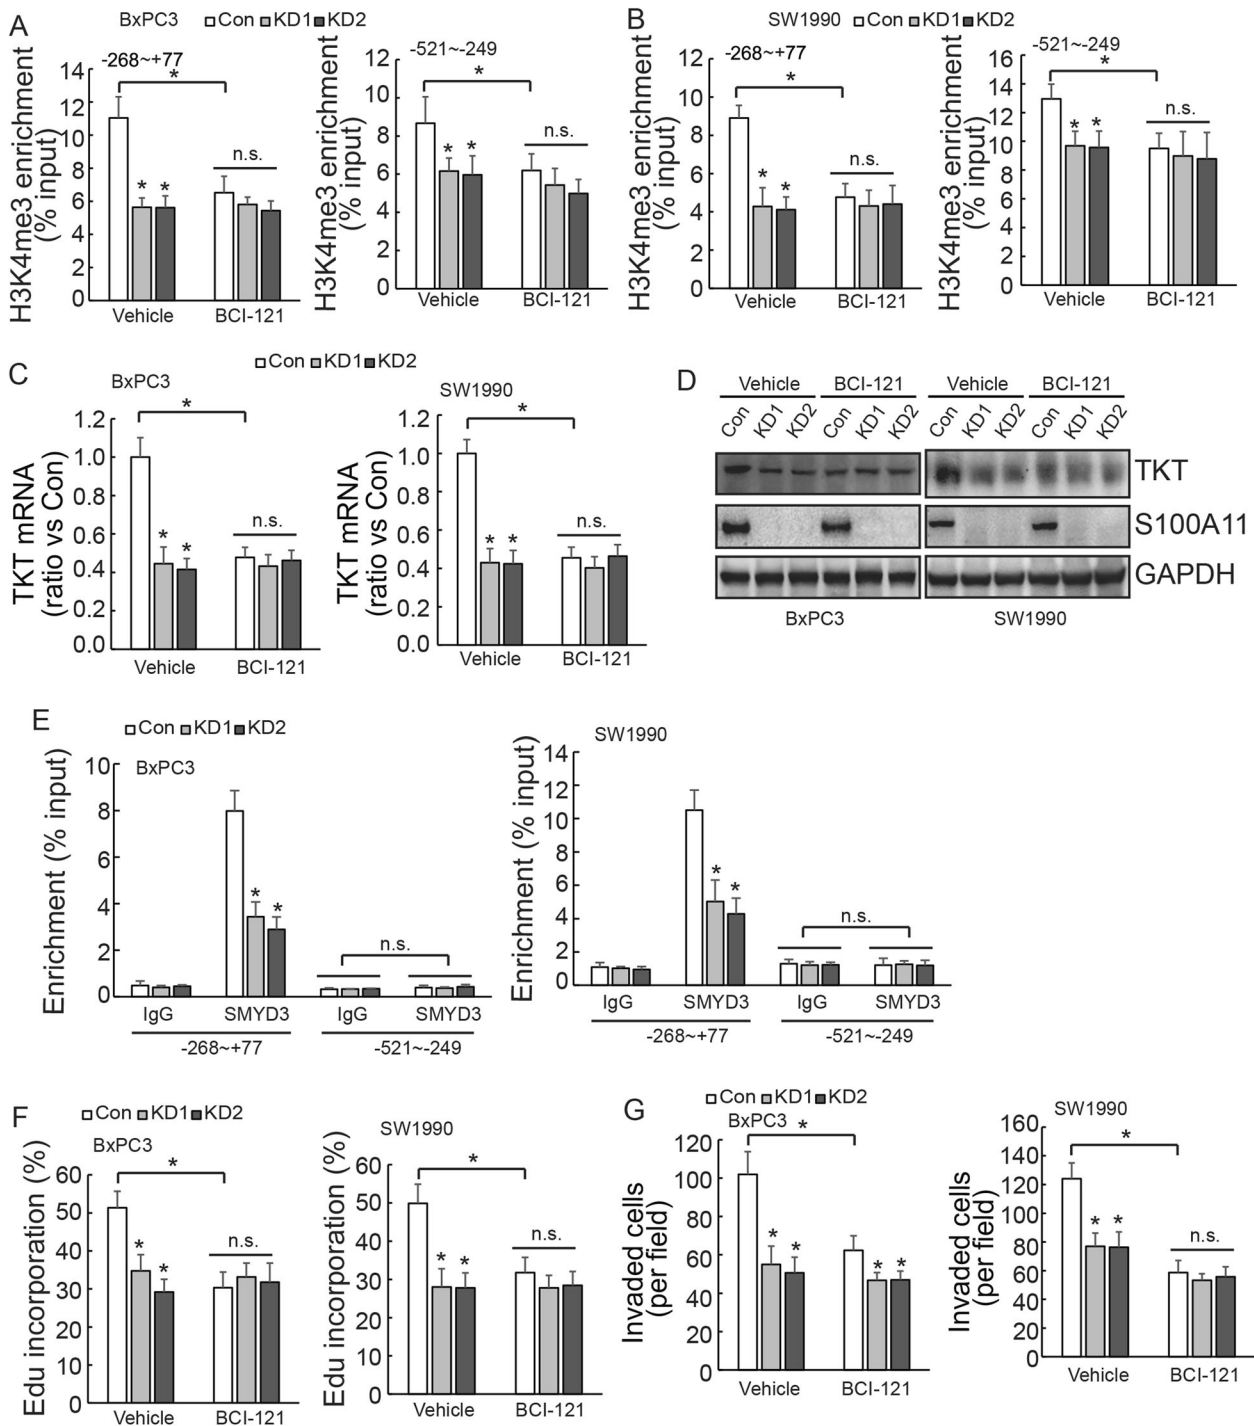 A
BxPC3
Con KD1 KD2
-268~+77
H3K4me3 enrichment
(% input)
14
12
10
8
6
4
2
0
*
* *
n.s.
Vehicle
BCI-121
-521~-249
H3K4me3 enrichment
(% input)
12
10
8
6
4
2
0
*
* *
n.s.
Vehicle
BCI-121
B
SW1990
Con KD1 KD2
-268~+77
H3K4me3 enrichment
(% input)
12
10
8
6
4
2
0
*
* *
n.s.
Vehicle
BCI-121
-521~-249
H3K4me3 enrichment
(% input)
16
14
12
10
8
6
4
2
0
*
* *
n.s.
Vehicle
BCI-121
C
Con KD1 KD2
BxPC3
TKT mRNA
(ratio vs Con)
1.2
1.0
0.8
0.6
0.4
0.2
0.0
*
* *
n.s.
Vehicle
BCI-121
SW1990
TKT mRNA
(ratio vs Con)
1.2
1.0
0.8
0.6
0.4
0.2
0.0
*
* *
n.s.
Vehicle
BCI-121
D
Vehicle BCI-121 Vehicle BCI-121
Con KD1 KD2 Con KD1 KD2 Con KD1 KD2 Con KD1 KD2
TKT
S100A11
GAPDH
BxPC3 SW1990
E
Con KD1 KD2
BxPC3
Enrichment (% input)
10
8
6
4
2
0
* *
n.s.
IgG SMYD3 IgG SMYD3
-268~+77 -521~-249
SW1990
Enrichment (% input)
14
12
10
8
6
4
2
0
* *
n.s.
IgG SMYD3 IgG SMYD3
-268~+77 -521~-249
F
Con KD1 KD2
BxPC3
Edu incorporation (%)
60
50
40
30
20
10
0
*
* *
n.s.
Vehicle
BCI-121
SW1990
Edu incorporation (%)
60
50
40
30
20
10
0
*
* *
n.s.
Vehicle
BCI-121
G
Con KD1 KD2
BxPC3
Invaded cells
(per field)
120
100
80
60
40
20
0
*
* *
* *
Vehicle
BCI-121
SW1990
Invaded cells
(per field)
160
140
120
100
80
60
40
20
0
*
* *
n.s.
Vehicle
BCI-121